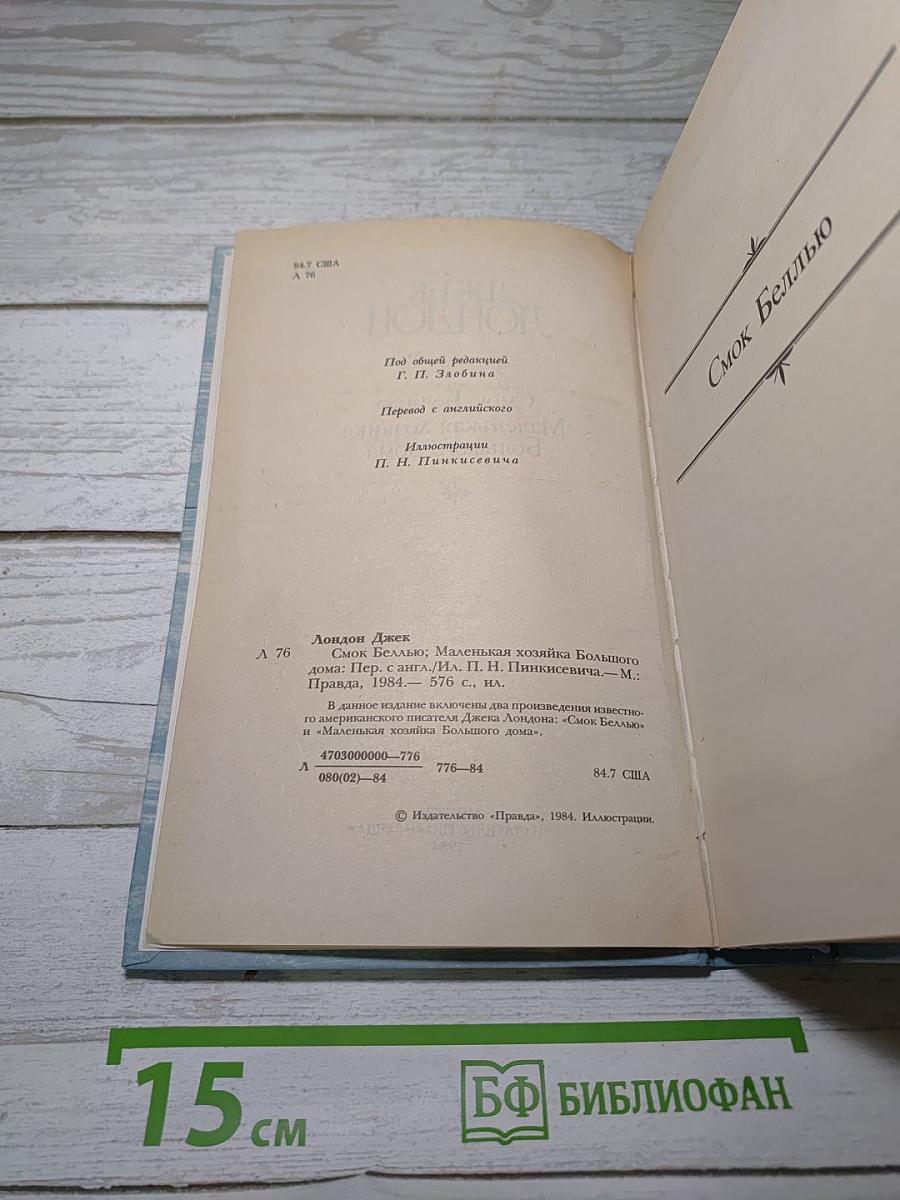 84.7 США
Л 76
Под общей редакцией
Г. П. Злобина
Перевод с английского
Иллюстрации
П. Н. Пинкисевича
Лондон Джек
Л 76 Смок Беллью; Маленькая хозяйка Большого
дома: Пер. с англ./Ил. П. Н. Пинкисевича.— М.:
Правда, 1984.— 576 с., ил.
В данное издание включены два произведения известно-
го американского писателя Джека Лондона: «Смок Беллью»
и «Маленькая хозяйка Большого дома».
Л 4703000000—776
080(02)—84 776—84 84.7 США
© Издательство «Правда», 1984. Иллюстрации.
Смок Беллью
15 см
БФ БИБЛИОФАН